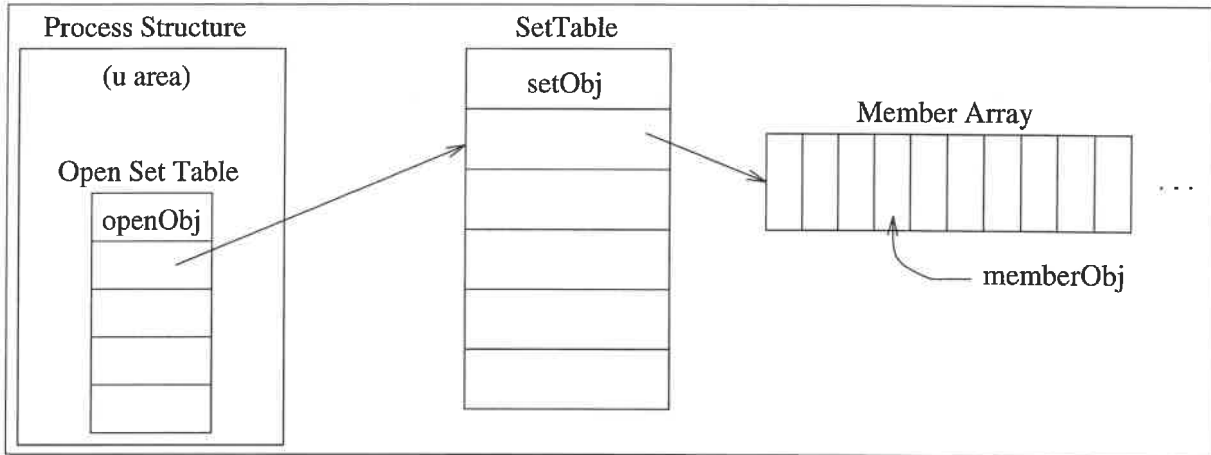 Process Structure
(u area)
Open Set Table
openObj
SetTable
setObj
Member Array
. . .
memberObj